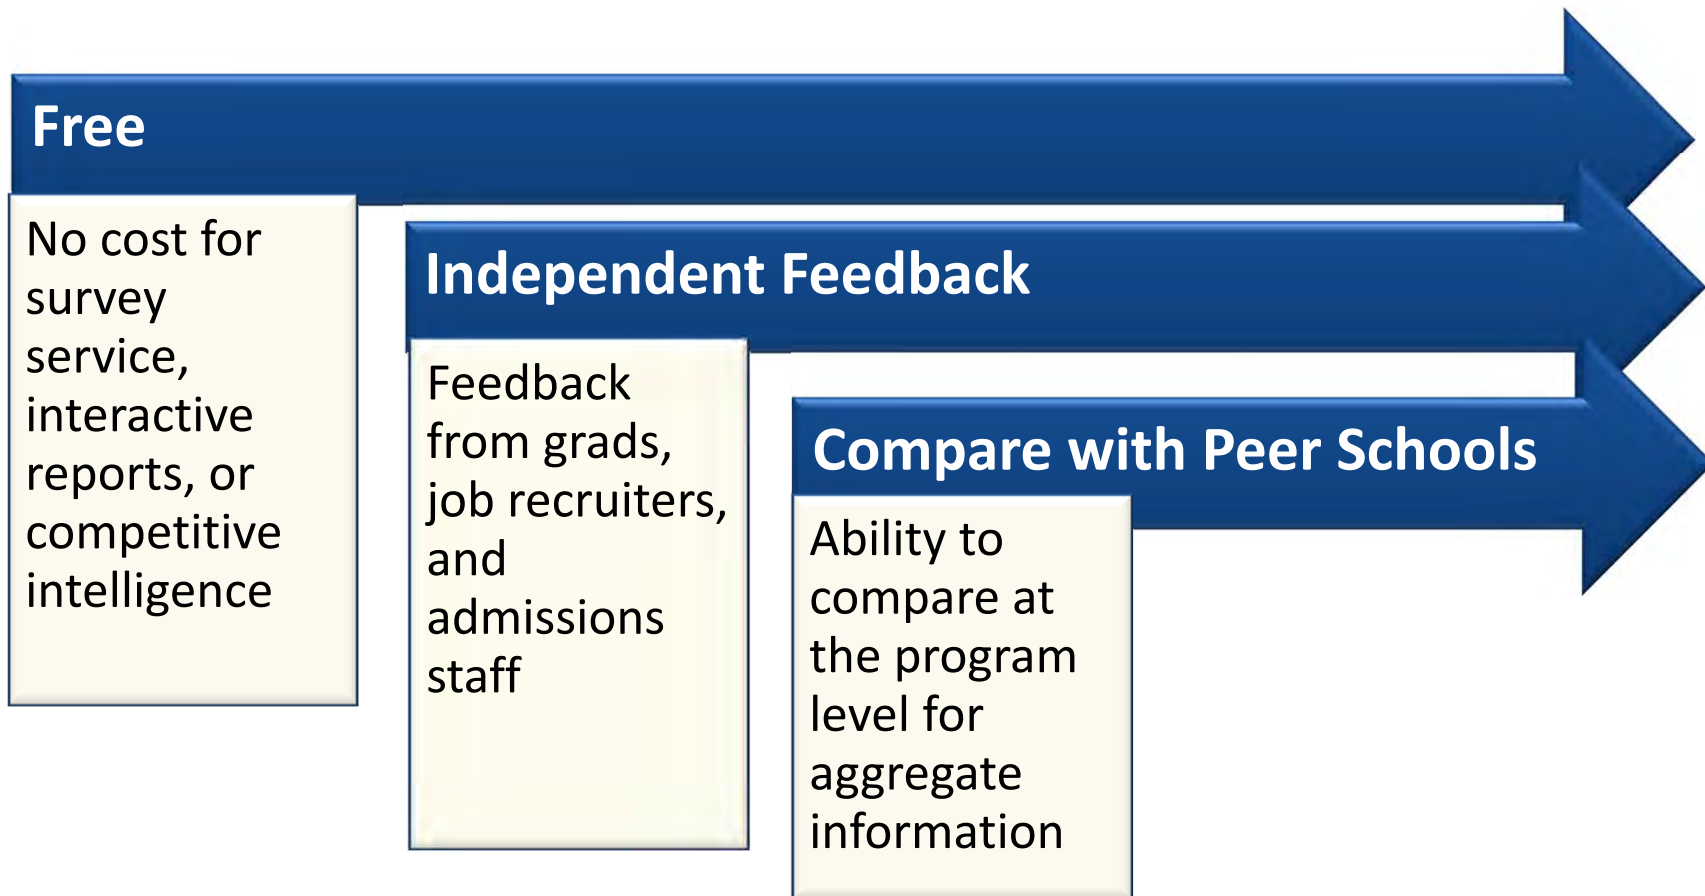 Free
No cost for
survey
service,
interactive
reports, or
competitive
intelligence
Independent Feedback
Feedback
from grads,
job recruiters,
and
admissions
staff
Compare with Peer Schools
Ability to
compare at
the program
level for
aggregate
information